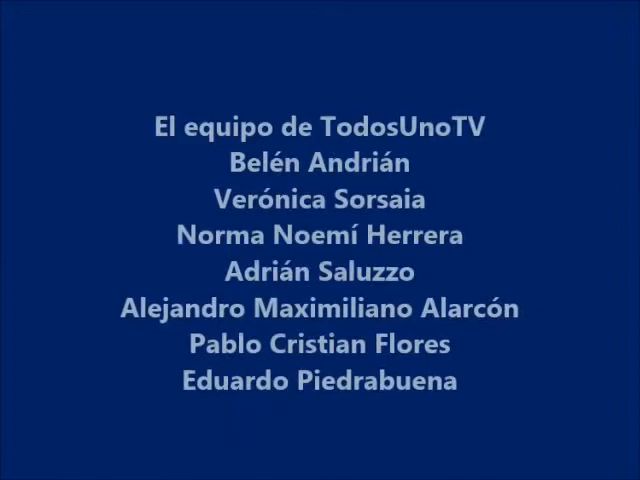 El equipo de TodosUnoTV
Belén Andrián
Verónica Sorsaia
Norma Noemí Herrera
Adrián Saluzzo
Alejandro Maximiliano Alarcón
Pablo Cristian Flores
Eduardo Piedrabuena